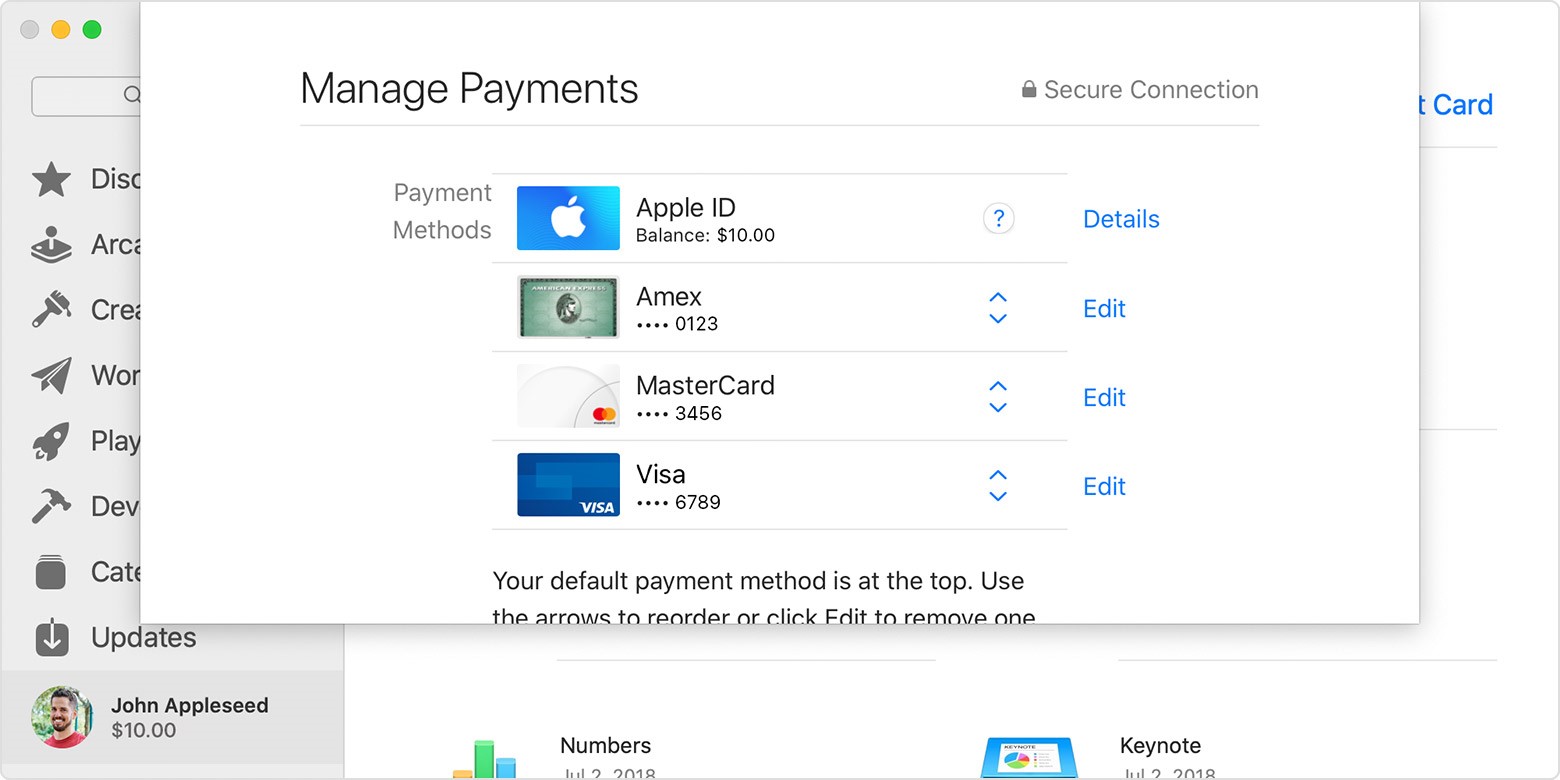 Manage Payments
Secure Connection
t Card
Payment
Methods
Apple ID
Balance: $10.00
?
Details
AMERICAN EXPRESS
Amex
•••• 0123
Edit
MasterCard
•••• 3456
mastercard
Edit
Visa
•••• 6789
VISA
Edit
Your default payment method is at the top. Use
the arrows to reorder or click Edit to remove one
Disc
Arca
Crea
Wor
Play
Dev
Cate
Updates
John Appleseed
$10.00
Numbers
Jul 2, 2018
KEYNOTE
Keynote
Jul 2, 2018